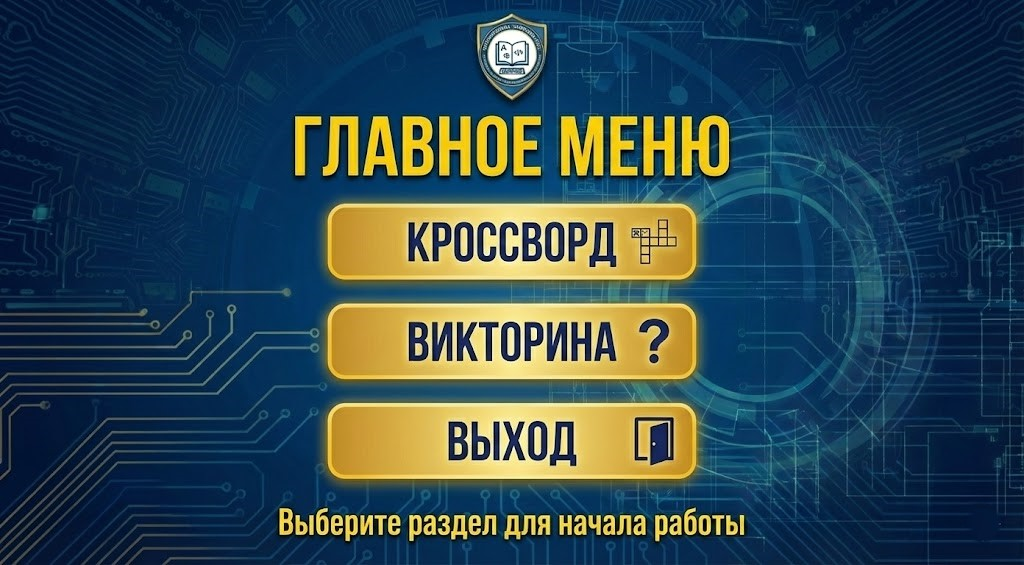 ГЛАВНОЕ МЕНЮ
КРОССВОРД
ВИКТОРИНА ?
ВЫХОД
Выберите раздел для начала работы